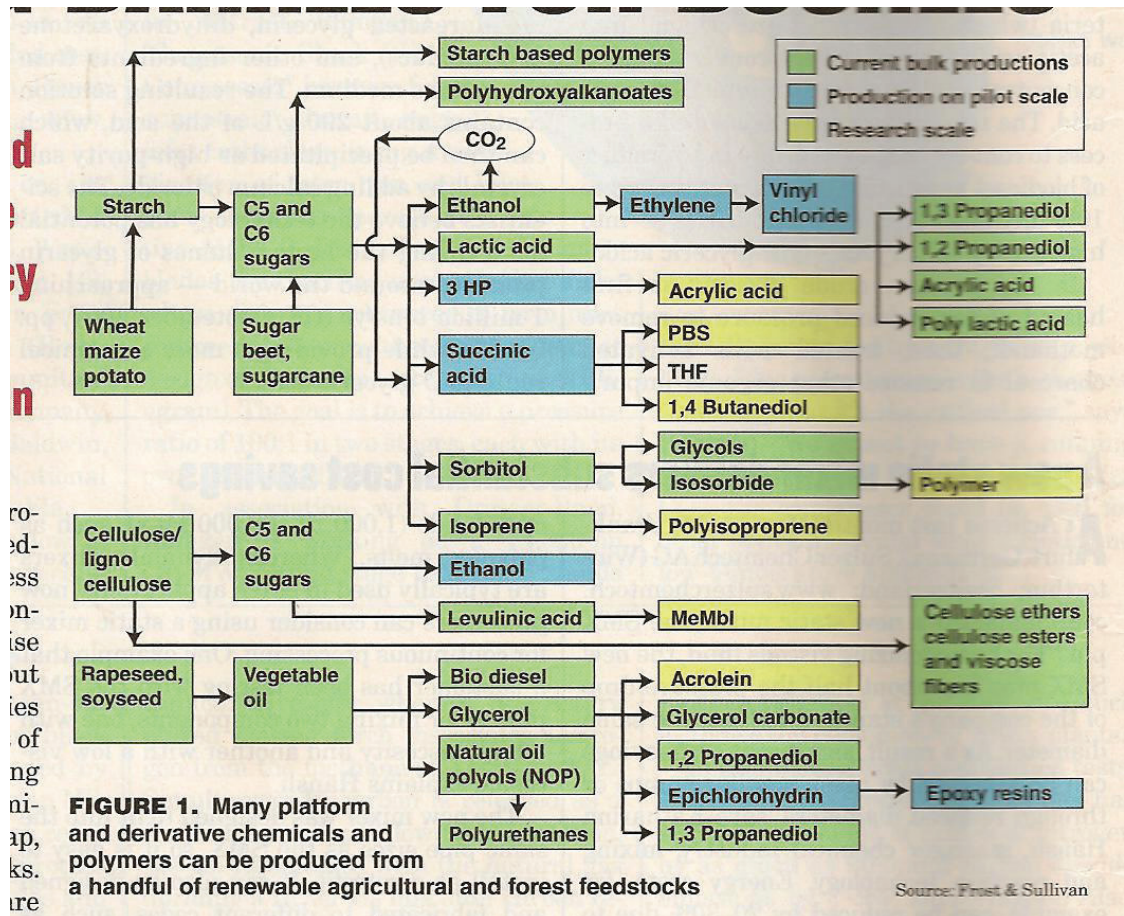 Starch based polymers
Polyhydroxyalkanoates
CO2
Current bulk productions
Production on pilot scale
Research scale
Starch
C5 and
C6
sugars
Ethanol
Lactic acid
Ethylene
Vinyl
chloride
1,3 Propanediol
1,2 Propanediol
Acrylic acid
Poly lactic acid
3 HP
Acrylic acid
Wheat
maize
potato
Sugar
beet,
sugarcane
Succinic
acid
PBS
THF
1,4 Butanediol
Sorbitol
Glycols
Isosorbide
Polymer
Isoprene
Polyisoproprene
Cellulose/
ligno
cellulose
C5 and
C6
sugars
Ethanol
Levulinic acid
MeMbl
Cellulose ethers
cellulose esters
and viscose
fibers
Rapeseed,
soyseed
Vegetable
oil
Bio diesel
Glycerol
Natural oil
polyols (NOP)
Polyurethanes
Acrolein
Glycerol carbonate
1,2 Propanediol
Epichlorohydrin
Epoxy resins
1,3 Propanediol
FIGURE 1. Many platform
and derivative chemicals and
polymers can be produced from
a handful of renewable agricultural and forest feedstocks
Source: Frost & Sullivan